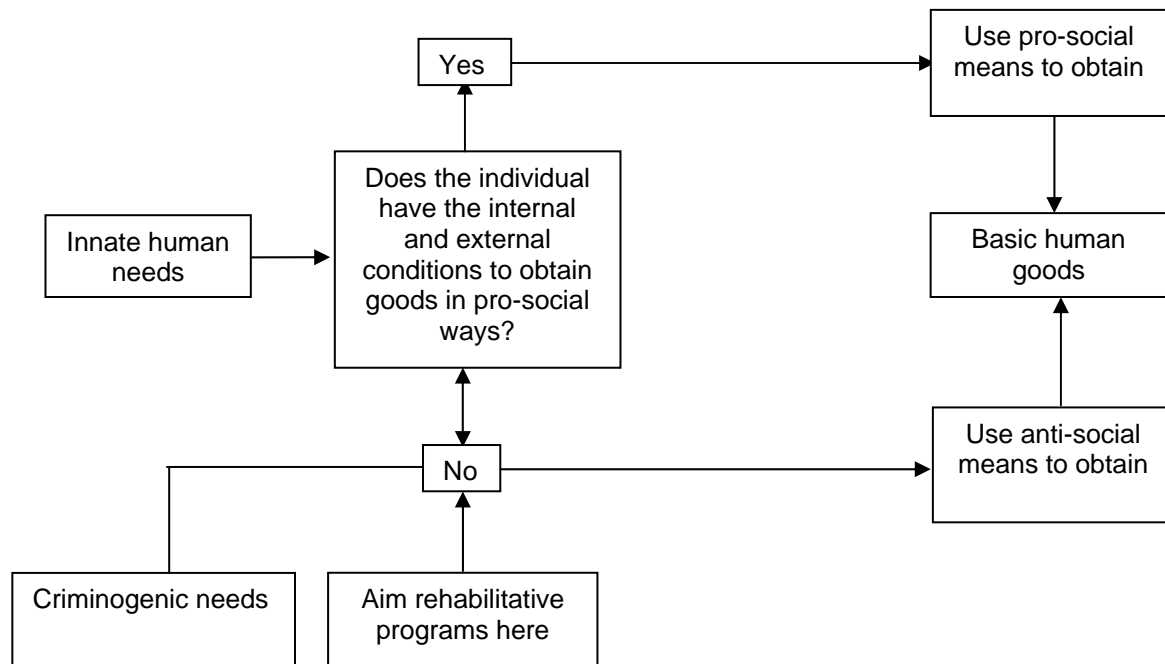 Yes
Use pro-social
means to obtain
Does the individual
have the internal
and external
conditions to obtain
goods in pro-social
ways?
Innate human
needs
Basic human
goods
Use anti-social
means to obtain
No
Criminogenic needs
Aim rehabilitative
programs here